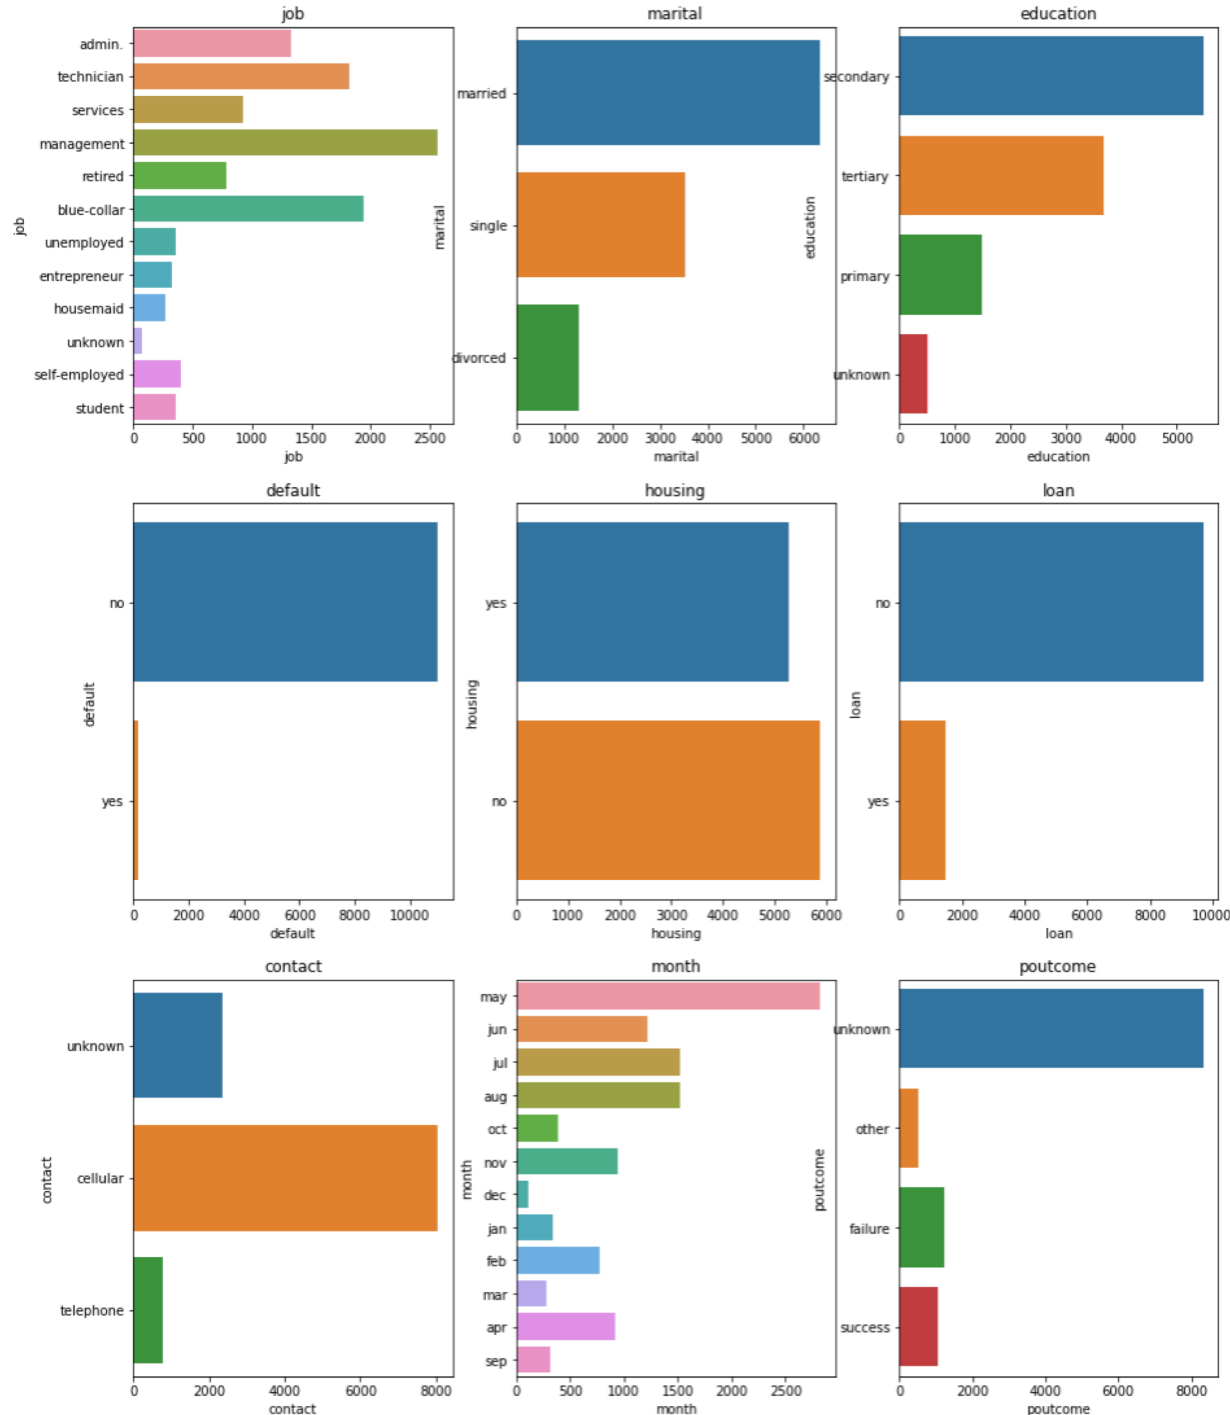 job
admin.
technician
services
management
retired
blue-collar
unemployed
entrepreneur
housemaid
unknown
self-employed
student
job
0 500 1000 1500 2000 2500
job
marital
married
single
divorced
marital
0 1000 2000 3000 4000 5000 6000
marital
education
secondary
tertiary
primary
unknown
education
0 1000 2000 3000 4000 5000
education
default
no
yes
default
0 2000 4000 6000 8000 10000
default
housing
yes
no
housing
0 1000 2000 3000 4000 5000 6000
housing
loan
no
yes
loan
0 2000 4000 6000 8000 10000
loan
contact
unknown
cellular
telephone
contact
0 2000 4000 6000 8000
contact
month
may
jun
jul
aug
oct
nov
dec
jan
feb
mar
apr
sep
month
0 500 1000 1500 2000 2500
month
poutcome
unknown
other
failure
success
poutcome
0 2000 4000 6000 8000
poutcome